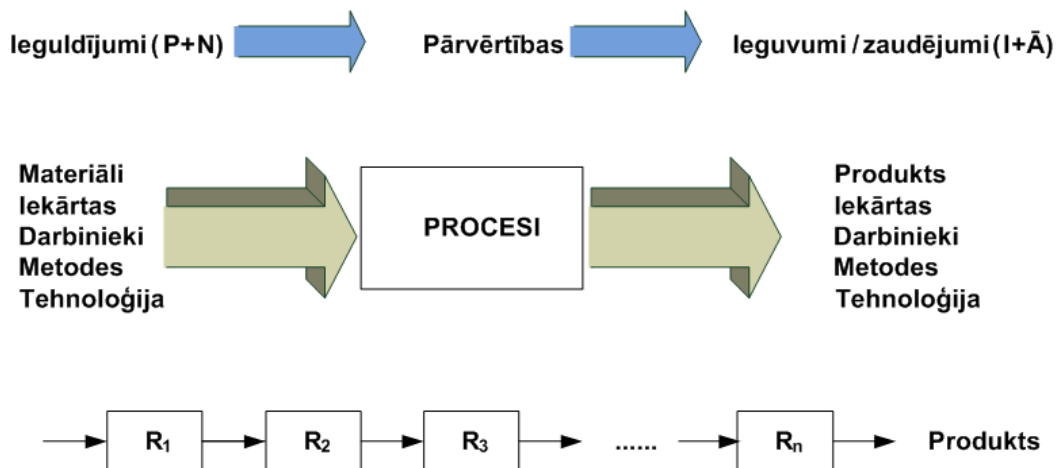 Ieguldījumi (P+N) Pārvērtības Ieguvumi / zaudējumi (I+Ā)
Materiāli
Iekārtas
Darbinieki
Metodes
Tehnoloģija
PROCESI
Produkts
Iekārtas
Darbinieki
Metodes
Tehnoloģija
R1 R2 R3 ...... Rn Produkts